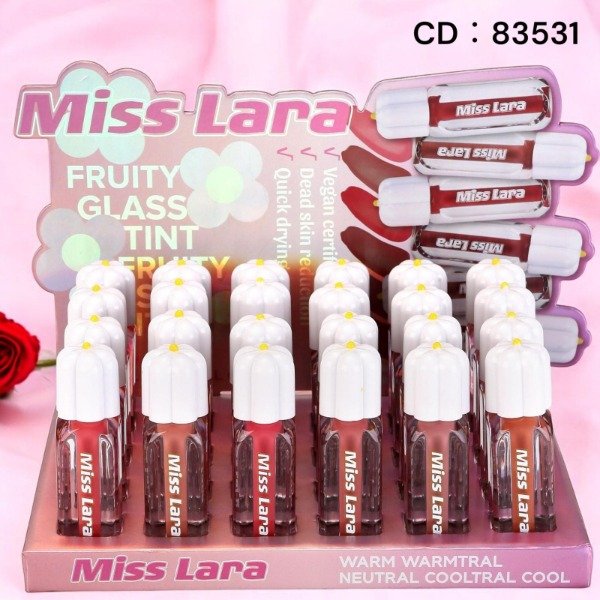 CD：83531
Miss Lara
FRUITY
GLASS
TINT
FRUITY
Vegan certifi
Dead skin reduction
Quick drying
Miss Lara
Miss Lara
Miss Lara
Miss Lara
Miss Lara
Miss Lara
Miss Lara
Miss Lara
Miss Lara
Miss Lara
Miss Lara
WARM WARMTRAL
NEUTRAL COOLTRAL COOL